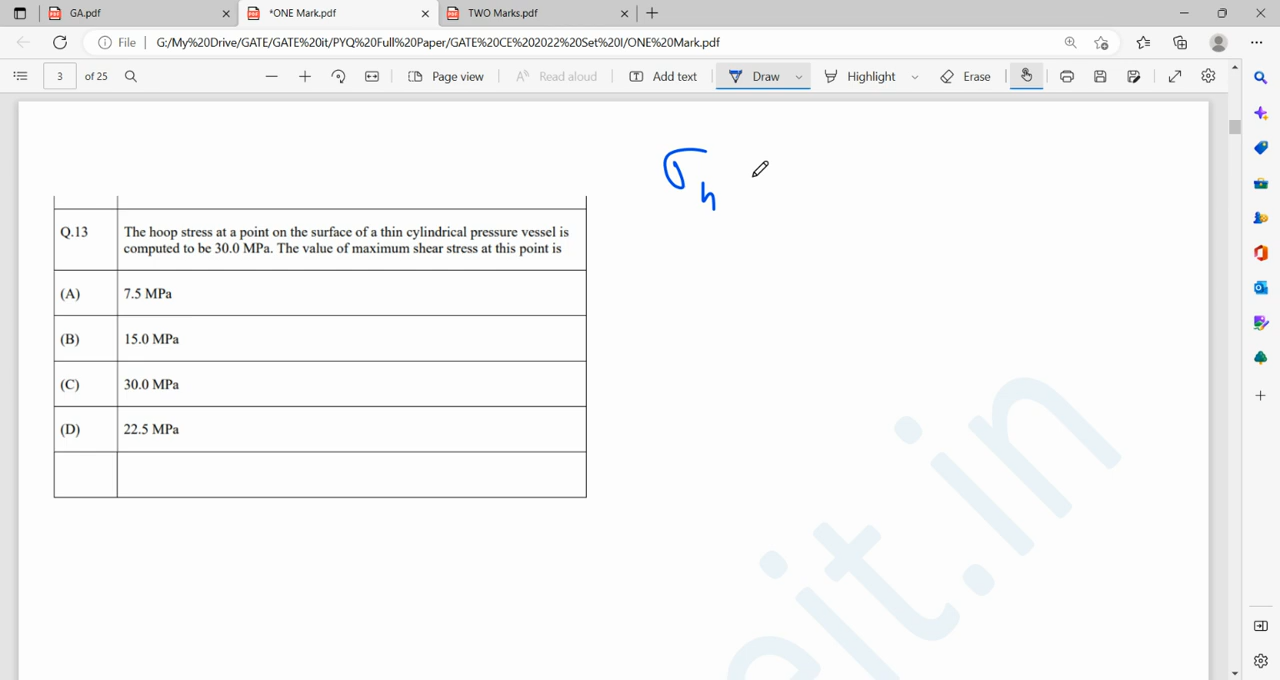 GA.pdf
*ONE Mark.pdf
TWO Marks.pdf
File
G:/My%20Drive/GATE/GATE%20it/PYQ%20Full%20Paper/GATE%20CE%202022%20Set%20I/ONE%20Mark.pdf
3 of 25
Page view
Read aloud
Add text
Draw
Highlight
Erase
σh
Q.13 The hoop stress at a point on the surface of a thin cylindrical pressure vessel is
computed to be 30.0 MPa. The value of maximum shear stress at this point is
(A) 7.5 MPa
(B) 15.0 MPa
(C) 30.0 MPa
(D) 22.5 MPa
eit.in